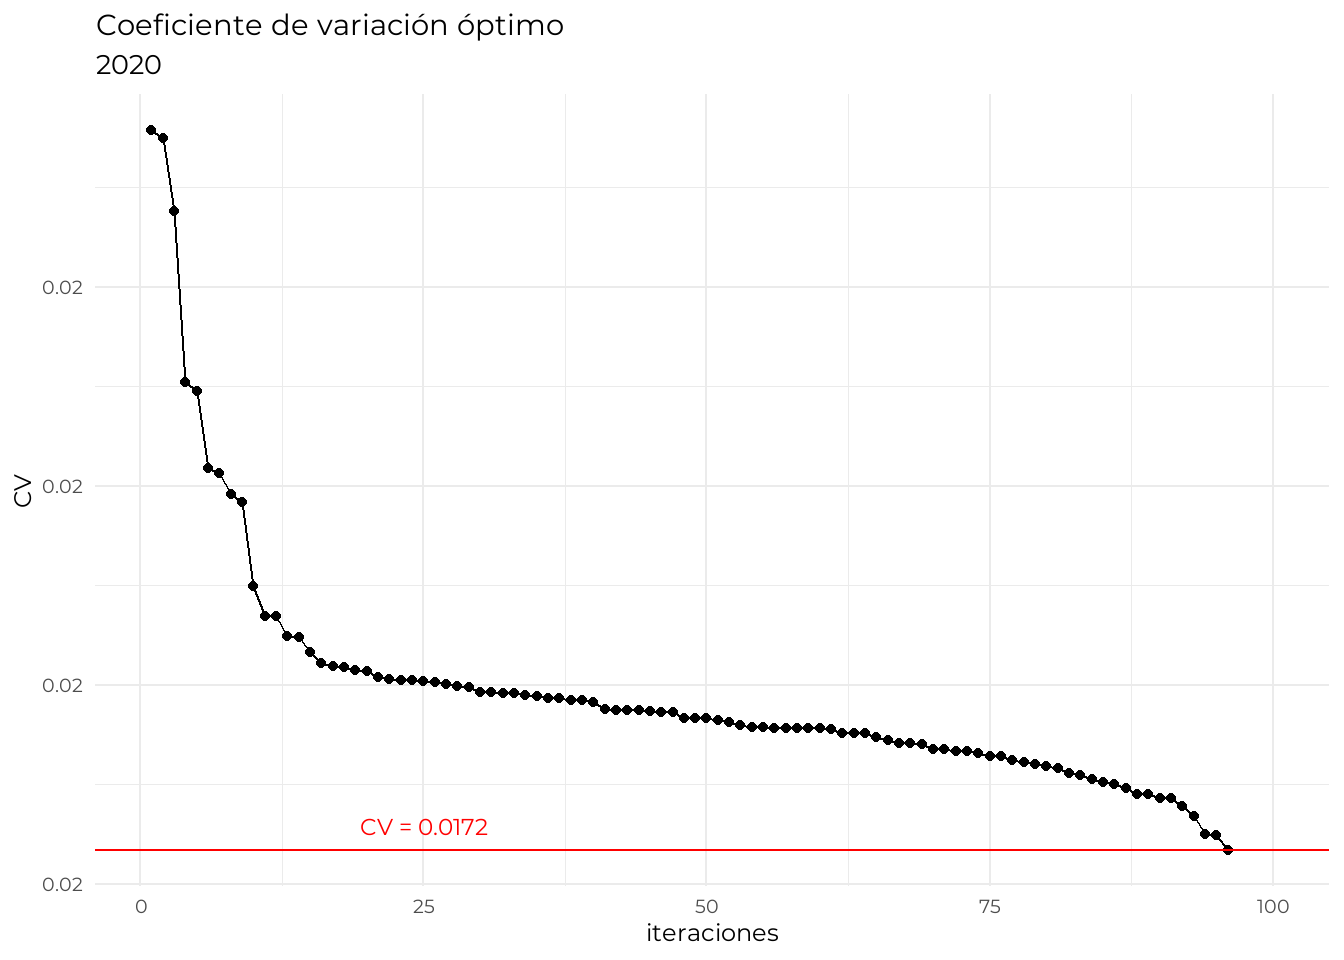 Coeficiente de variación óptimo
2020
CV
0.02
0.02
0.02
0.02
CV = 0.0172
0 25 50 75 100
iteraciones